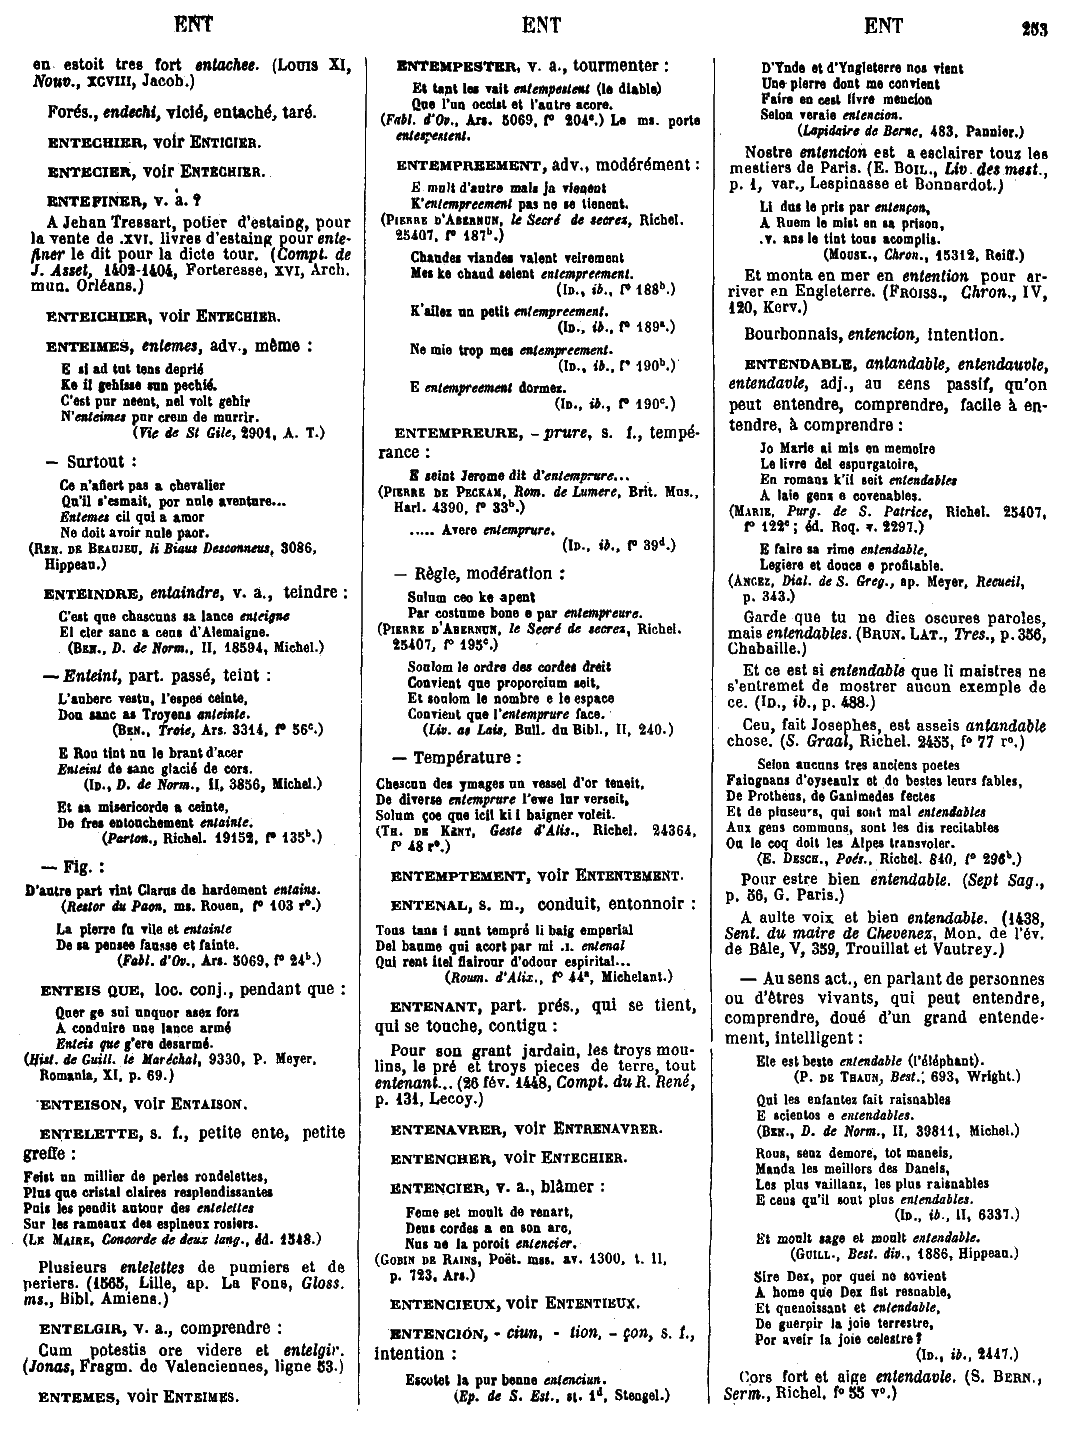 ENT
ENT
ENT
253
en estoit tres fort entachee. (Louis XI,
Nouv., XCVIII, Jacob.)
Forés., endechi, vicié, entaché, taré.
ENTECHIER, voir ENTICIER.
ENTECIER, voir ENTECHIER.
ENTEFINER, v. a. ?
A Jehan Tressart, potier d'estaing, pour
la vente de .XVI. livres d'estaing pour ente-
finer le dit pour la dicte tour. (Compt. de
J. Asset, 1402-1404, Forteresse, XVI, Arch.
mun. Orléans.)
ENTEICHIER, voir ENTECHIER.
ENTEIMES, entemes, adv., même :
E si ad tut tens deprié
Ke il gehisse sun pechié.
C'est pur neent, nel volt gehir
N'enteimes pur crem de murrir.
(Vie de St Gile, 2901, A. T.)
— Surtout :
Ce n'afiert pas a chevalier
Qu'il s'esmait, por nule aventure...
Entemes cil qui a amor
Ne doit avoir nule paor.
(REN. DE BEAUJEU, li Biaus Desconneus, 3086,
Hippeau.)
ENTEINDRE, entaindre, v. a., teindre :
C'est que chascuns sa lance enteigne
El cler sanc a ceus d'Alemaigne.
(BEN., D. de Norm., II, 18594, Michel.)
— Enteint, part. passé, teint :
L'auberc vestu, l'espee ceinte,
Dou sanc as Troyens anteinte.
(BEN., Troie, Ars. 3314, f° 56c.)
E Rou tint nu le brant d'acer
Enteint de sanc glacié de cors.
(ID., D. de Norm., II, 3856, Michel.)
Et sa misericorde a ceinte,
De fres entouchement entainte.
(Parton., Richel. 19152, f° 135b.)
— Fig. :
D'autre part vint Clarus de hardement entains.
(Restor du Paon, ms. Rouen, f° 103 r°.)
La pierre fu vile et entainte
De sa pensee fausse et fainte.
(Fabl. d'Ov., Ars. 5069, f° 24b.)
ENTEIS QUE, loc. conj., pendant que :
Quer ge sui unquor asez forz
A conduire une lance armé
Enteis que g'ere desarmé.
(Hist. de Guill. le Maréchal, 9330, P. Meyer,
Romania, XI, p. 69.)
ENTEISON, voir ENTAISON.
ENTELETTE, s. f., petite ente, petite
greffe :
Feist un millier de perles rondelettes,
Plus que cristal claires resplendissantes
Puis les pendit autour des entelettes
Sur les rameaux des espineux rosiers.
(LE MAIRE, Concorde de deux lang., éd. 1548.)
Plusieurs entelettes de pumiers et de
periers. (1565, Lille, ap. La Fons, Gloss.
ms., Bibl. Amiens.)
ENTELGIR, v. a., comprendre :
Cum potestis ore videre et entelgir.
(Jonas, Fragm. de Valenciennes, ligne 53.)
ENTEMES, voir ENTEIMES.
ENTEMPESTER, v. a., tourmenter :
Et tant les vait entempestent (le diable)
Que l'un occist et l'autre acore.
(Fabl. d'Ov., Ars. 5069, f° 204e.) Le ms. porte
entespentent.
ENTEMPREEMENT, adv., modérément :
E mult d'autre mais ja vienent
K'entempreement pas ne se tienent.
(PIERRE D'ABERNUN, le Secré de secrez, Richel.
25407, f° 187b.)
Chaudes viandes valent veirement
Mes ke chaud seient entempreement.
(ID., ib., f° 188b.)
K'ailez un petit entempreement.
(ID., ib., f° 189a.)
Ne mie trop mes entempreement.
(ID., ib., f° 190b.)
E entempreement dormez.
(ID., ib., f° 190c.)
ENTEMPREURE, - prure, s. f., tempé-
rance :
E seint Jerome dit d'entemprure...
(PIERRE DE PECKAM, Rom. de Lumere, Brit. Mus.,
Harl. 4390, f° 33b.)
..... Avere entemprure.
(ID., ib., f° 39d.)
— Règle, modération :
Sulum ceo ke apent
Par costume bone e par entempreure.
(PIERRE D'ABERNUN, le Secré de secrez, Richel.
25407, f° 195c.)
Soulom le ordre des cordes dreit
Convient que proporcium seit,
Et soulom le nombre e le espace
Convient que l'entemprure face.
(Liv. as Lais, Bull. du Bibl., II, 240.)
— Température :
Chescun des ymages un vessel d'or teneit,
De diverse entemprure l'ewe lur verseit,
Solum çoe que icil ki l baigner voleit.
(TH. DE KENT, Geste d'Alis., Richel. 24364,
f° 48 r°.)
ENTEMPTEMENT, voir ENTENTEMENT.
ENTENAL, s. m., conduit, entonnoir :
Tous tans i sunt tempré li baig emperial
Del baume qui acort par mi .I. entenal
Qui rent itel flairour d'odour espirital...
(Roum. d'Alix., f° 44a, Michelant.)
ENTENANT, part. prés., qui se tient,
qui se touche, contigu :
Pour son grant jardain, les troys mou-
lins, le pré et troys pieces de terre, tout
entenant... (26 fév. 1448, Compt. du R. René,
p. 131, Lecoy.)
ENTENAVRER, voir ENTRENAVRER.
ENTENCHER, voir ENTECHIER.
ENTENCIER, v. a., blâmer :
Feme set moult de renart,
Deus cordes a en son arc,
Nus ne la poroit entencier.
(GOBIN DE RAINS, Poët. mss. av. 1300, t. II,
p. 723, Ars.)
ENTENCIEUX, voir ENTENTIEUX.
ENTENCION, - ciun, - tion, - çon, s. f.,
intention :
Escotet la pur benne entenciun.
(Ep. de S. Est., st. 1d, Stengel.)
D'Ynde et d'Yngleterre nos vient
Une pierre dont me convient
Faire en cest livre mencion
Selon veraie entencion.
(Lapidaire de Berne, 483, Pannier.)
Nostre entencion est a esclairer touz les
mestiers de Paris. (E. BOIL., Liv. des mest.,
p. 1, var., Lespinasse et Bonnardot.)
Li dus le pris par entençon,
A Ruem le mist en sa prison,
.v. ans le tint tous acomplis.
(MOUSK., Chron., 15312, Reiff.)
Et monta en mer en entention pour ar-
river en Engleterre. (FROISS., Chron., IV,
120, Kerv.)
Bourbonnais, entencion, intention.
ENTENDABLE, antandable, entendauvle,
entendavle, adj., au sens passif, qu'on
peut entendre, comprendre, facile à en-
tendre, à comprendre :
Jo Marie ai mis en memoire
Le livre del espurgatoire,
En romanz k'il seit entendables
A laie genz e covenables.
(MARIE, Purg. de S. Patrice, Richel. 25407,
f° 122c ; éd. Roq. v. 2297.)
E faire sa rime entendable,
Legiere et douce e profitable.
(ANGEZ, Dial. de S. Greg., ap. Meyer, Recueil,
p. 343.)
Garde que tu ne dies oscures paroles,
mais entendables. (BRUN. LAT., Tres., p. 356,
Chabaille.)
Et ce est si entendable que li maistres ne
s'entremet de mostrer aucun exemple de
ce. (ID., ib., p. 488.)
Ceu, fait Josephes, est asseis antandable
chose. (S. Graal, Richel. 2455, f° 77 r°.)
Selon aucuns tres anciens poetes
Faingnans d'oyseaulx et de bestes leurs fables,
De Protheus, de Ganimedes fectes
Et de pluseurs, qui sont mal entendables
Aux gens communs, sont les dis recitables
Ou le coq doit les Alpes transvoler.
(E. DESCH., Poés., Richel. 840, f° 296b.)
Pour estre bien entendable. (Sept Sag.,
p. 56, G. Paris.)
A aulte voix et bien entendable. (1438,
Sent. du maire de Chevenez, Mon. de l'év.
de Bâle, V, 359, Trouillat et Vautrey.)
— Au sens act., en parlant de personnes
ou d'êtres vivants, qui peut entendre,
comprendre, doué d'un grand entende-
ment, intelligent :
Ele est beste entendable (l'éléphant).
(P. DE THAUN, Best., 693, Wright.)
Qui les enfantez fait raisnables
E scientos e entendables.
(BEN., D. de Norm., II, 39811, Michel.)
Rous, senz demore, tot maneis,
Manda les meillors des Daneis,
Les plus vaillanz, les plus raisnables
E ceus qu'il sout plus entendables.
(ID., ib., II, 6337.)
Et moult sage et moult entendable.
(GUILL., Best. div., 1886, Hippeau.)
Sire Dex, por quei ne sovient
A home que Dex fist resnable,
Et quenoissant et entendable,
De guerpir la joie terrestre,
Por aveir la joie celestre ?
(ID., ib., 2447.)
Cors fort et aige entendavle. (S. BERN.,
Serm., Richel. f° 55 v°.)